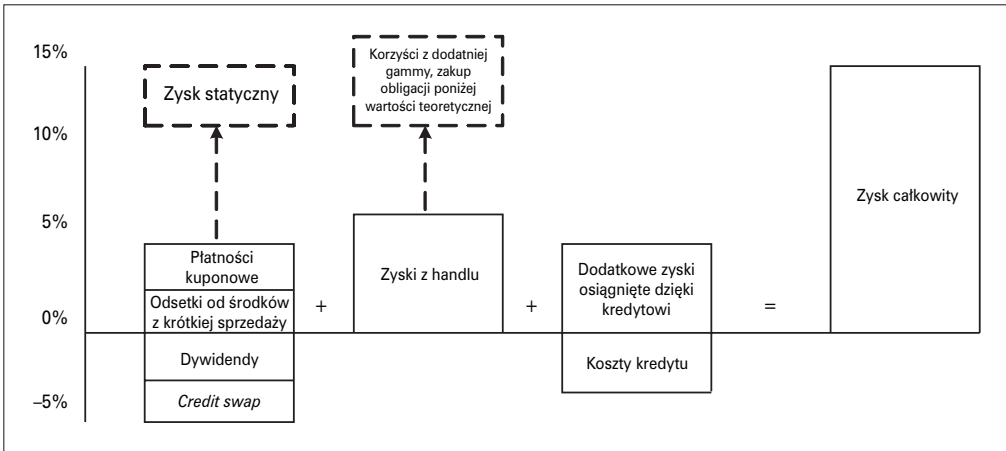 15%
10%
5%
0%
–5%
Zysk statyczny
Płatności
kuponowe
Odsetki od środków
z krótkiej sprzedaży
Dywidendy
Credit swap
+
Korzyści z dodatniej
gammy, zakup
obligacji poniżej
wartości teoretycznej
Zyski z handlu
+
Dodatkowe zyski
osiągnięte dzięki
kredytowi
Koszty kredytu
=
Zysk całkowity